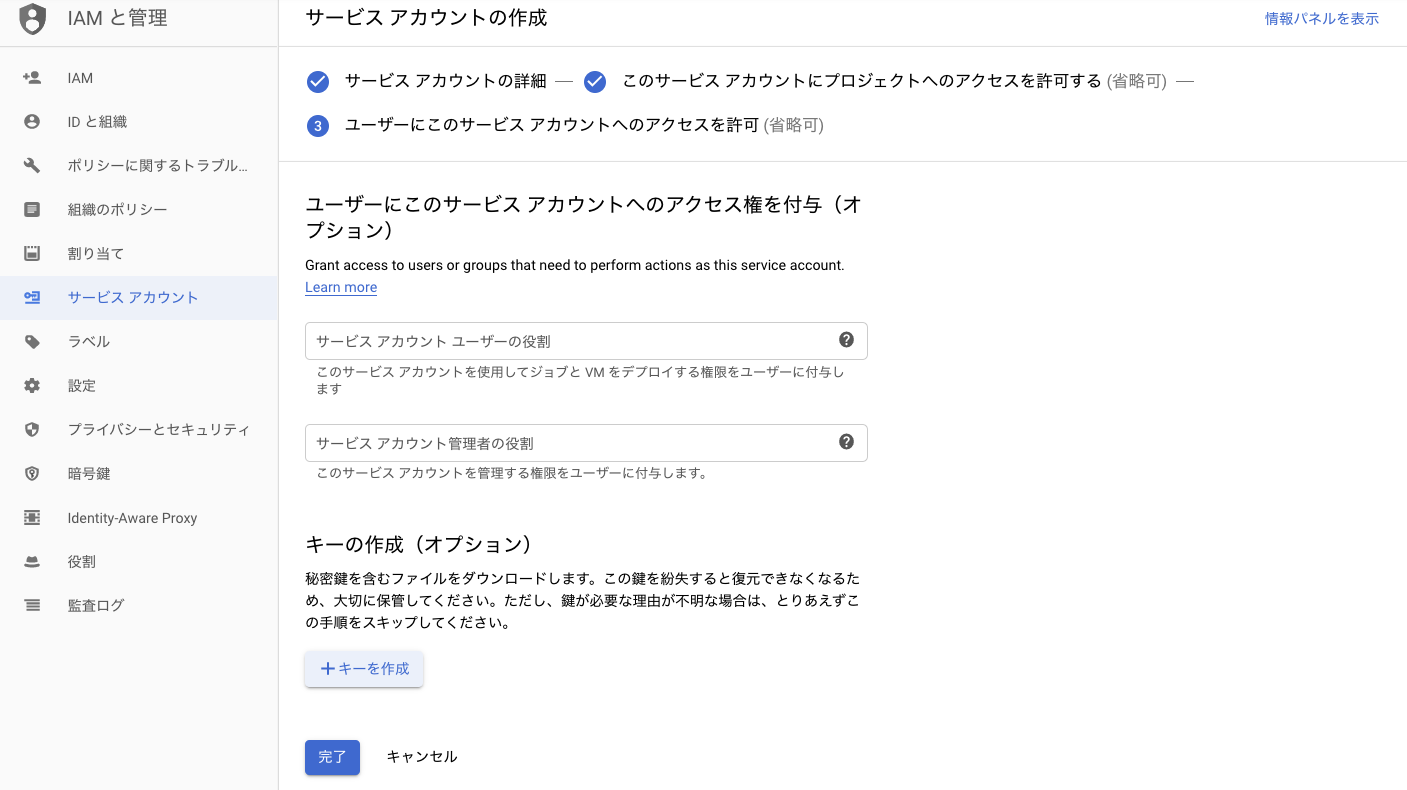 IAM と管理
サービス アカウントの作成
情報パネルを表示
IAM
ID と組織
ポリシーに関するトラブル...
組織のポリシー
割り当て
サービス アカウント
ラベル
設定
プライバシーとセキュリティ
暗号鍵
Identity-Aware Proxy
役割
監査ログ
サービス アカウントの詳細 — このサービス アカウントにプロジェクトへのアクセスを許可する (省略可) —
3 ユーザーにこのサービス アカウントへのアクセスを許可 (省略可)
ユーザーにこのサービス アカウントへのアクセス権を付与（オ
プション）
Grant access to users or groups that need to perform actions as this service account.
Learn more
サービス アカウント ユーザーの役割
このサービス アカウントを使用してジョブと VM をデプロイする権限をユーザーに付与し
ます
サービス アカウント管理者の役割
このサービス アカウントを管理する権限をユーザーに付与します。
キーの作成（オプション）
秘密鍵を含むファイルをダウンロードします。この鍵を紛失すると復元できなくなるた
め、大切に保管してください。ただし、鍵が必要な理由が不明な場合は、とりあえずこ
の手順をスキップしてください。
＋キーを作成
完了 キャンセル